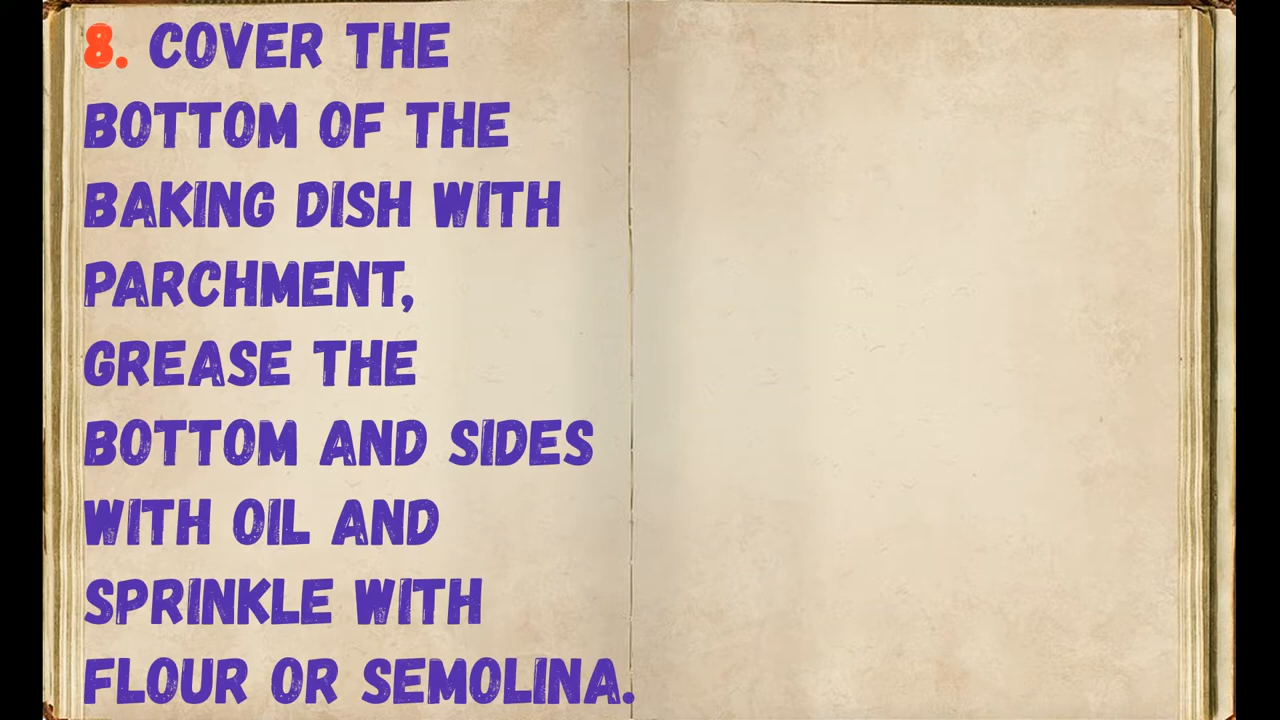 8. COVER THE
BOTTOM OF THE
BAKING DISH WITH
PARCHMENT,
GREASE THE
BOTTOM AND SIDES
WITH OIL AND
SPRINKLE WITH
FLOUR OR SEMOLINA.